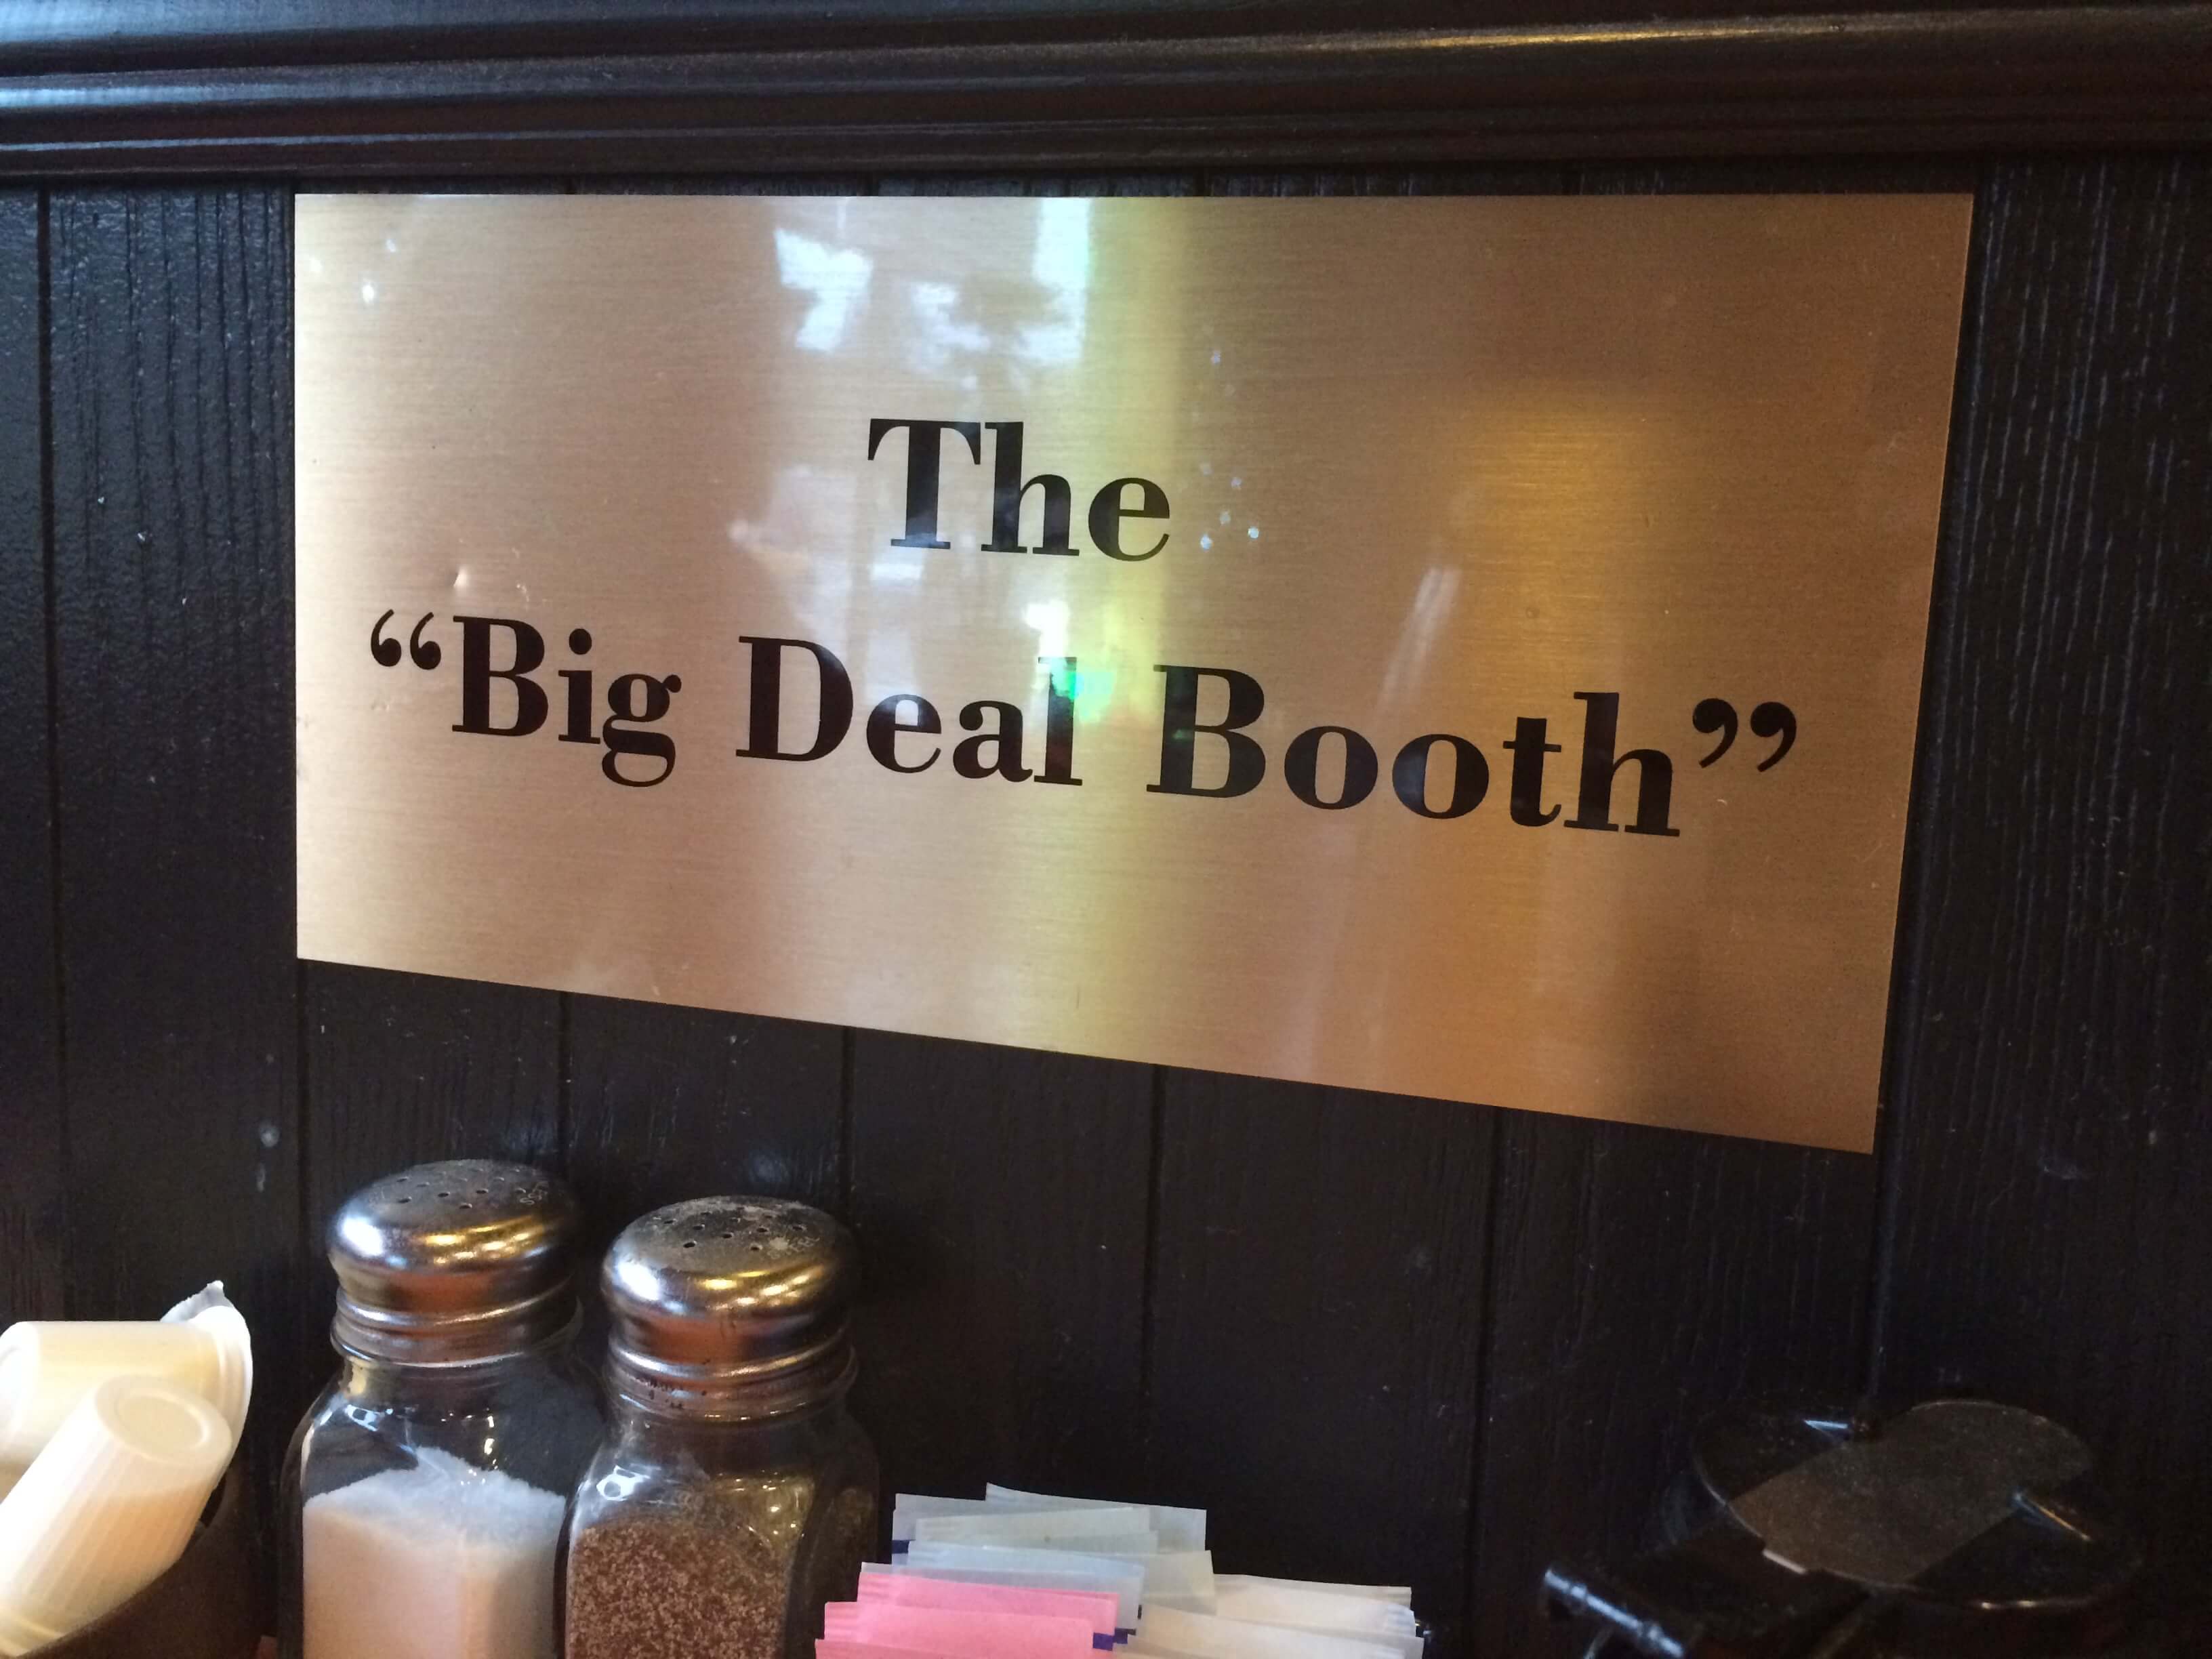 The
“Big Deal Booth”